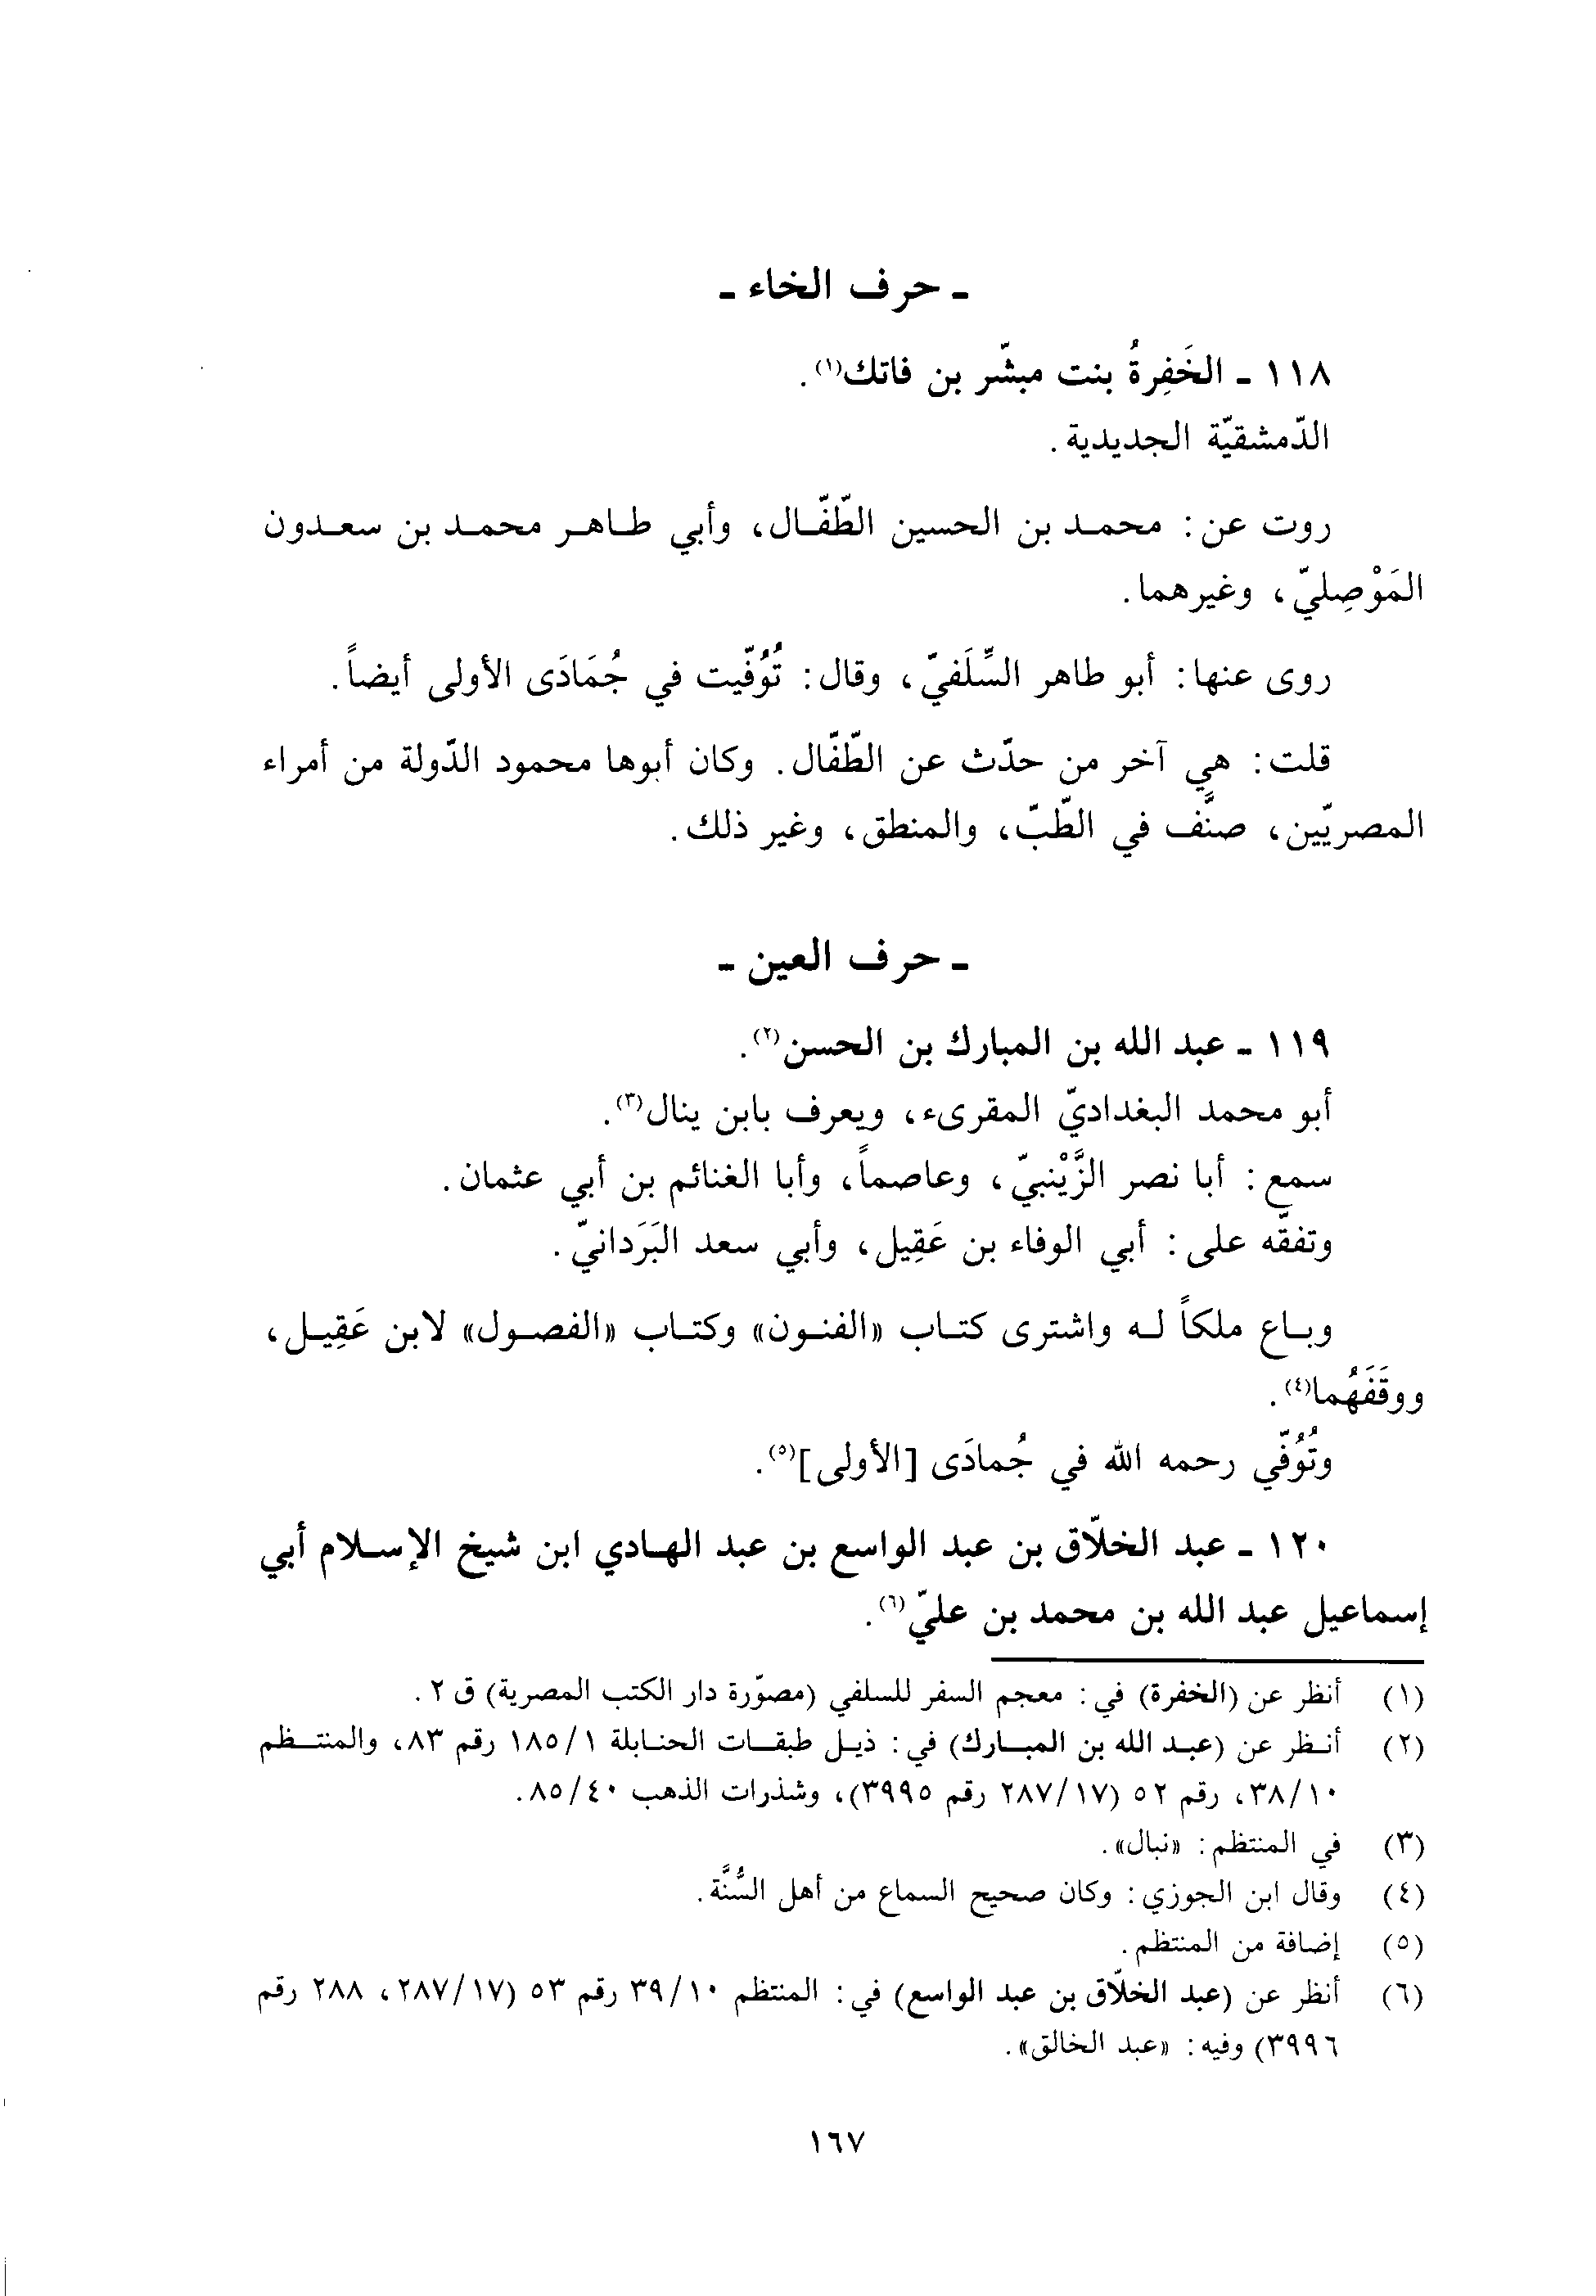 ـ حرف الخاء ـ
١١٨ ـ الخَفِرةُ بنت مبشّر بن فاتك(١).
الدّمشقيّة الجديدية.
روت عن: محمد بن الحسين الطّفّال، وأبي طاهر محمد بن سعدون
المَوْصِليّ، وغيرهما.
روى عنها: أبو طاهر السِّلَفيّ، وقال: تُوُفّيت في جُمَادَى الأولى أيضاً.
قلت: هي آخر من حدّث عن الطّفّال. وكان أبوها محمود الدّولة من أمراء
المصريّين، صنَّف في الطّبّ، والمنطق، وغير ذلك.
ـ حرف العين ـ
١١٩ ـ عبد الله بن المبارك بن الحسن(٢).
أبو محمد البغداديّ المقرىء، ويعرف بابن ينال(٣).
سمع: أبا نصر الزَّيْنبيّ، وعاصماً، وأبا الغنائم بن أبي عثمان.
وتفقّه على: أبي الوفاء بن عَقِيل، وأبي سعد البَرَدانيّ.
وباع ملكاً له واشترى كتاب «الفنون» وكتاب «الفصول» لابن عَقِيل،
ووقَفَهُما(٤).
وتُوُفّي رحمه الله في جُمادَى [الأولى](٥).
١٢٠ ـ عبد الخلّاق بن عبد الواسع بن عبد الهادي ابن شيخ الإسلام أبي
إسماعيل عبد الله بن محمد بن عليّ(٦).
(١) أنظر عن (الخفرة) في: معجم السفر للسلفي (مصوّرة دار الكتب المصرية) ق ٢.
(٢) أنظر عن (عبد الله بن المبارك) في: ذيل طبقات الحنابلة ١/ ١٨٥ رقم ٨٣، والمنتظم
١٠/ ٣٨، رقم ٥٢ (١٧/ ٢٨٧ رقم ٣٩٩٥)، وشذرات الذهب ٤٠/ ٨٥.
(٣) في المنتظم: «نبال».
(٤) وقال ابن الجوزي: وكان صحيح السماع من أهل السُّنَّة.
(٥) إضافة من المنتظم.
(٦) أنظر عن (عبد الخلّاق بن عبد الواسع) في: المنتظم ١٠/ ٣٩ رقم ٥٣ (١٧/ ٢٨٧، ٢٨٨ رقم
٣٩٩٦) وفيه: «عبد الخالق».
١٦٧